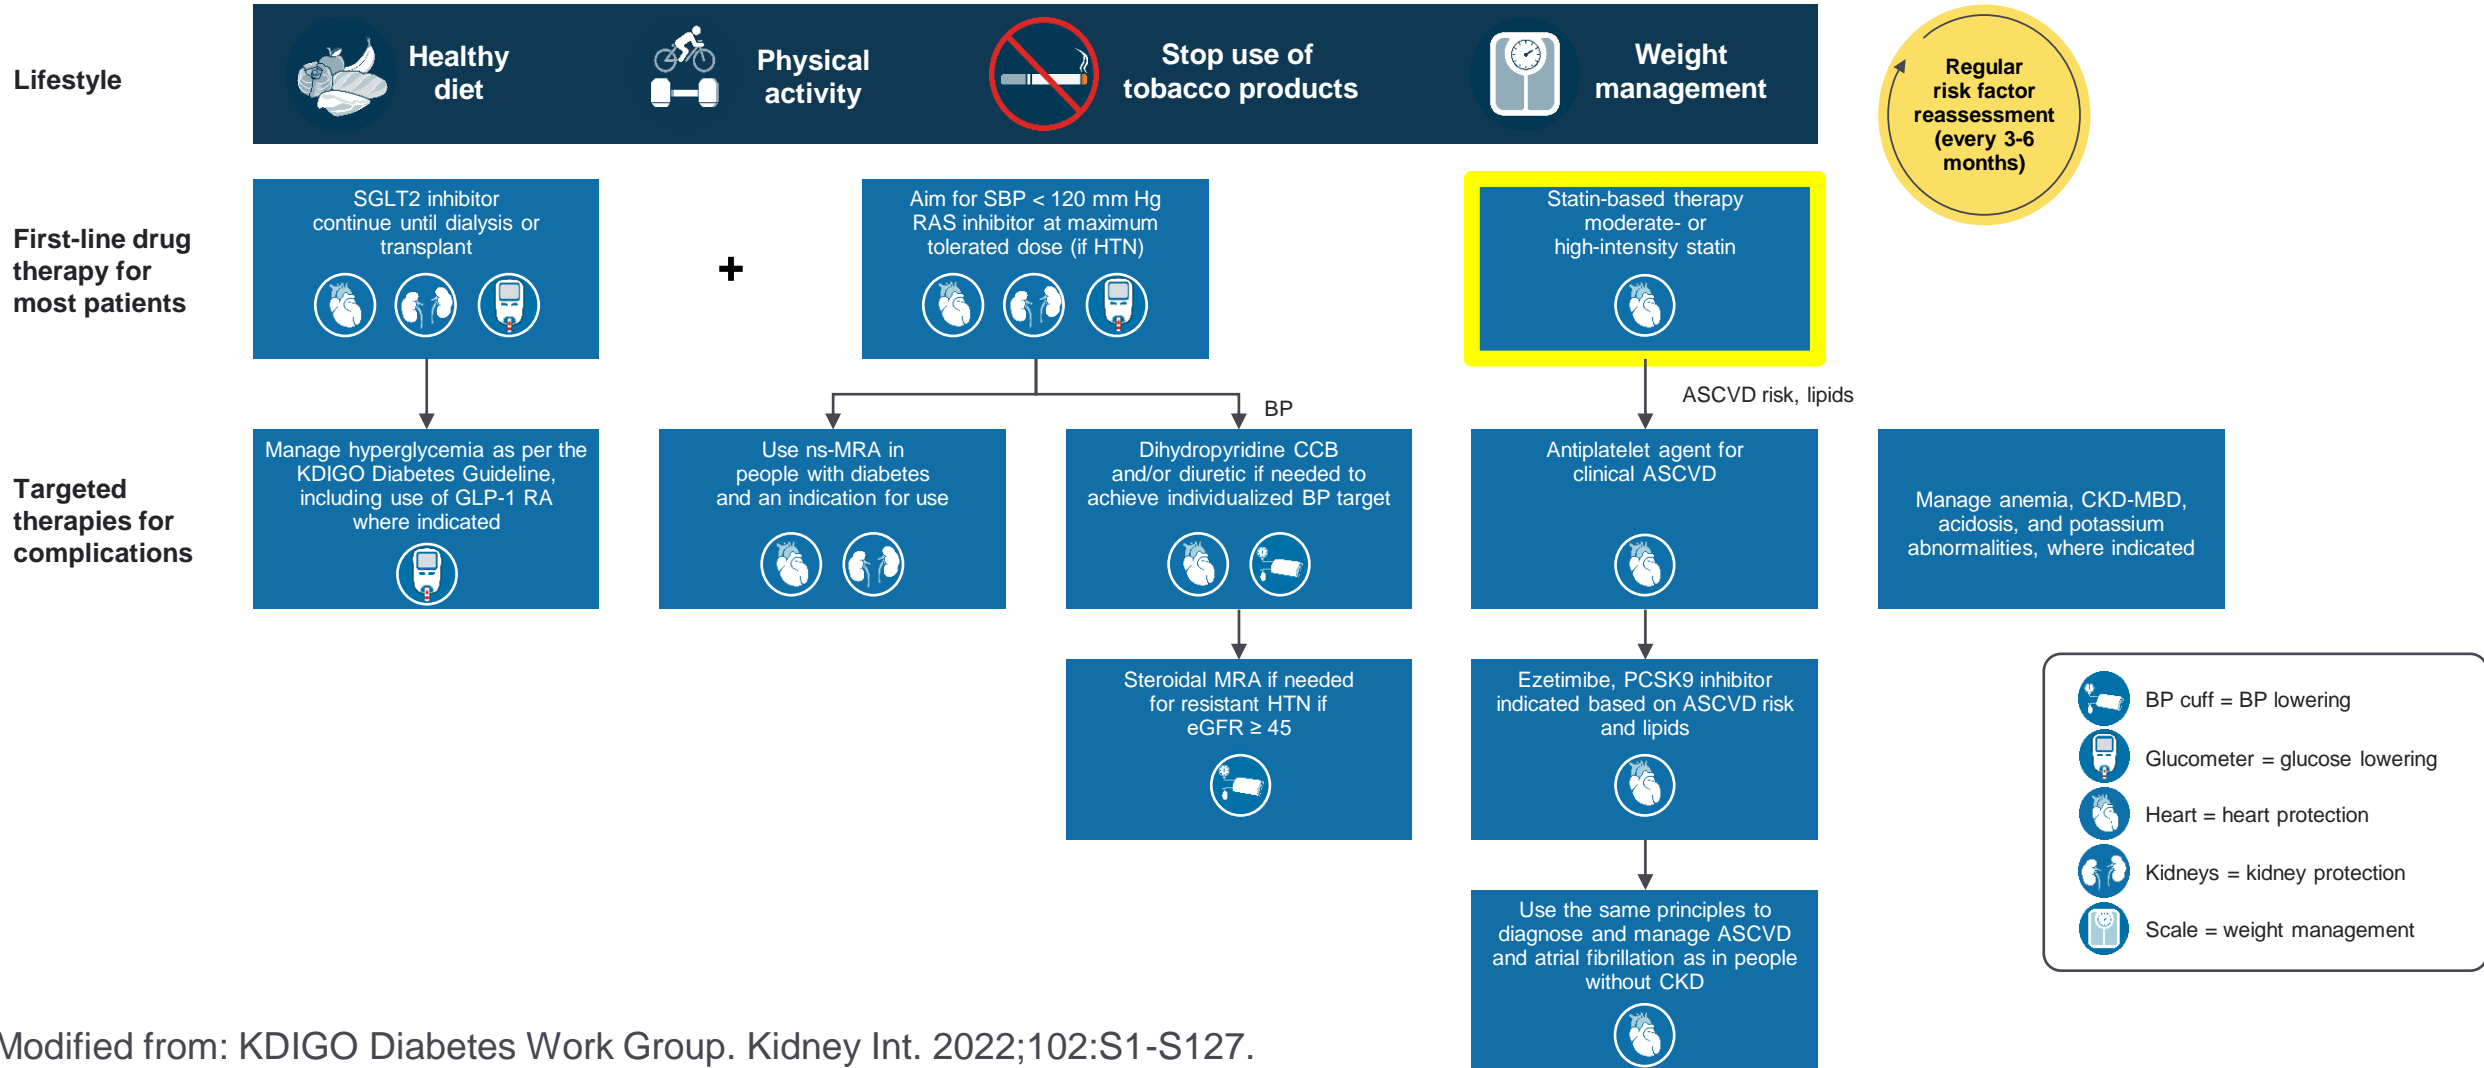 Lifestyle
Healthy
diet
Physical
activity
Stop use of
tobacco products
Weight
management
Regular
risk factor
reassessment
(every 3-6
months)
First-line drug
therapy for
most patients
SGLT2 inhibitor
continue until dialysis or
transplant
+
Aim for SBP < 120 mm Hg
RAS inhibitor at maximum
tolerated dose (if HTN)
Statin-based therapy
moderate- or
high-intensity statin
BP
ASCVD risk, lipids
Targeted
therapies for
complications
Manage hyperglycemia as per the
KDIGO Diabetes Guideline,
including use of GLP-1 RA
where indicated
Use ns-MRA in
people with diabetes
and an indication for use
Dihydropyridine CCB
and/or diuretic if needed to
achieve individualized BP target
Antiplatelet agent for
clinical ASCVD
Manage anemia, CKD-MBD,
acidosis, and potassium
abnormalities, where indicated
Steroidal MRA if needed
for resistant HTN if
eGFR ≥ 45
Ezetimibe, PCSK9 inhibitor
indicated based on ASCVD risk
and lipids
Use the same principles to
diagnose and manage ASCVD
and atrial fibrillation as in people
without CKD
BP cuff = BP lowering
Glucometer = glucose lowering
Heart = heart protection
Kidneys = kidney protection
Scale = weight management
Modified from: KDIGO Diabetes Work Group. Kidney Int. 2022;102:S1-S127.